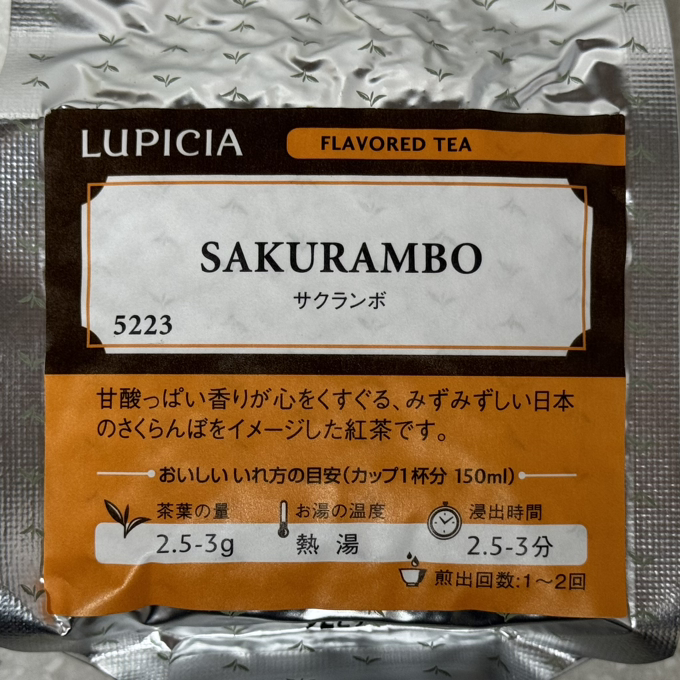 LUPICIA
FLAVORED TEA
SAKURAMBO
サクランボ
5223
甘酸っぱい香りが心をくすぐる、みずみずしい日本
のさくらんぼをイメージした紅茶です。
おいしいいれ方の目安(カップ1杯分 150ml)
茶葉の量
2.5-3g
お湯の温度
熱湯
浸出時間
2.5-3分
煎出回数:1〜2回